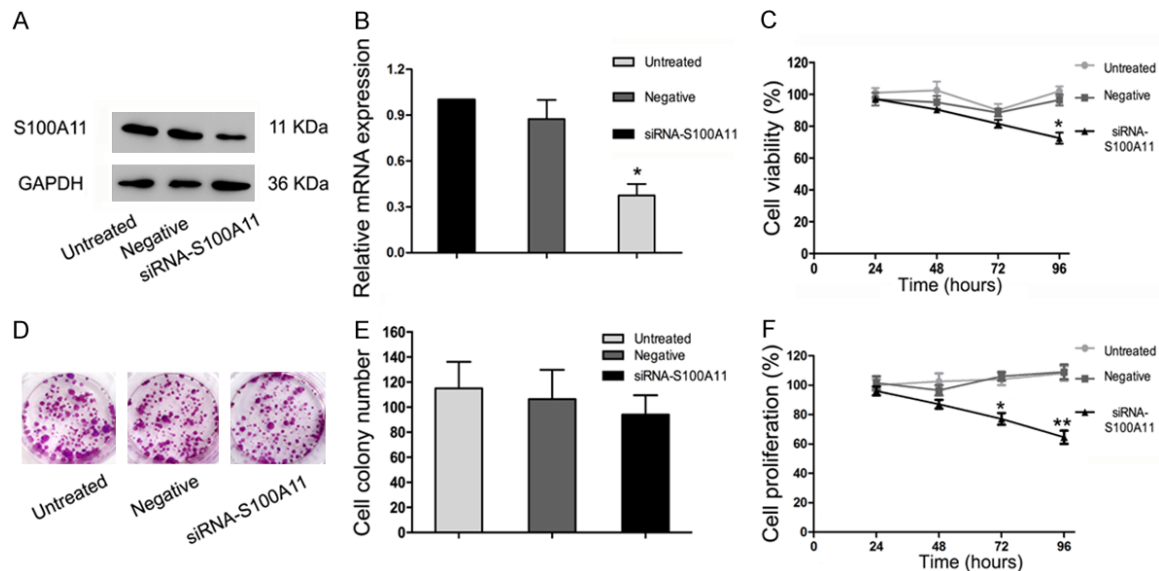 A
S100A11
11 KDa
GAPDH
36 KDa
Untreated
Negative
siRNA-S100A11
B
Relative mRNA expression
1.2
0.9
0.6
0.3
0.0
*
Untreated
Negative
siRNA-S100A11
C
Cell viability (%)
120
100
80
60
40
20
0
0 24 48 72 96
Time (hours)
*
Untreated
Negative
siRNA-
S100A11
D
Untreated
Negative
siRNA-S100A11
E
Cell colony number
160
140
120
100
80
60
40
20
0
Untreated
Negative
siRNA-S100A11
F
Cell proliferation (%)
120
100
80
60
40
20
0
0 24 48 72 96
Time (hours)
*
**
Untreated
Negative
siRNA-
S100A11